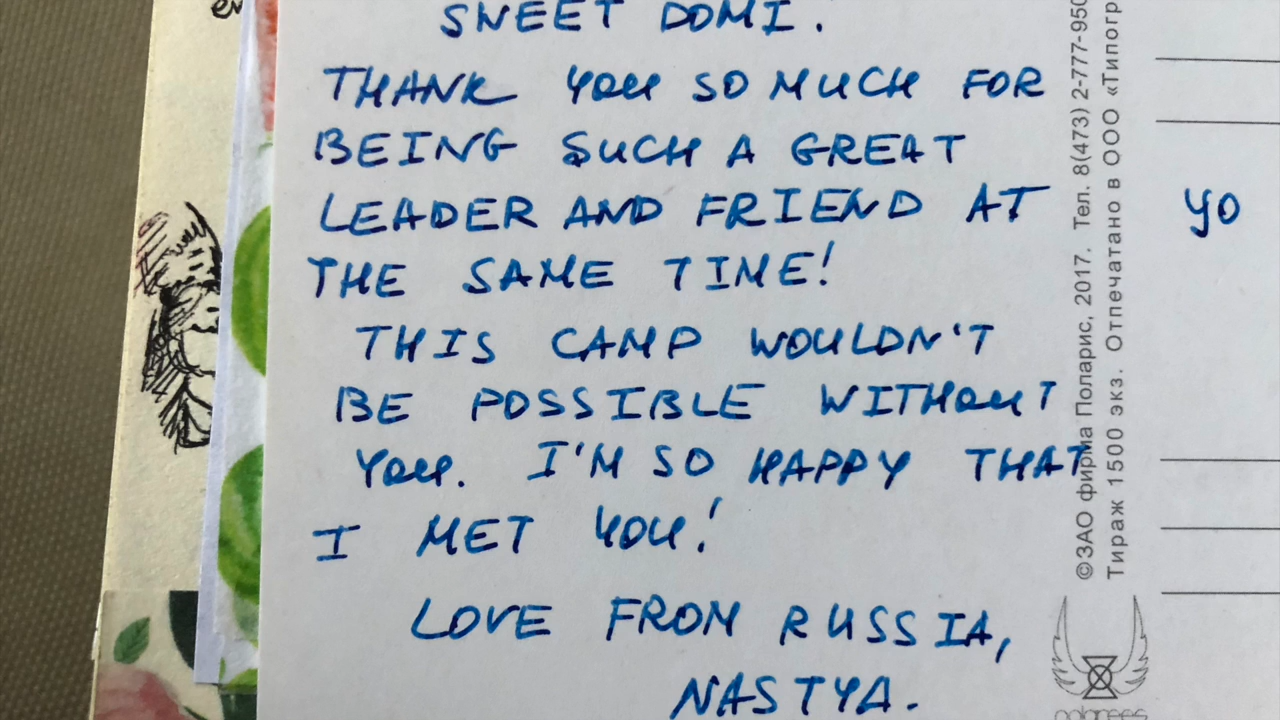 SWEET DOMI.
THANK YOU SO MUCH FOR
BEING SUCH A GREAT
LEADER AND FRIEND AT
THE SAME TIME!
THIS CAMP WOULDN'T
BE POSSIBLE WITHOUT
YOU. I'M SO HAPPY THAT
I MET YOU!
LOVE FROM RUSSIA,
NASTYA.
©ЗАО фирма Поларис, 2017. Тел. 8(473) 2-777-950
Тираж 1500 экз. Отпечатано в ООО «Типогр
YO